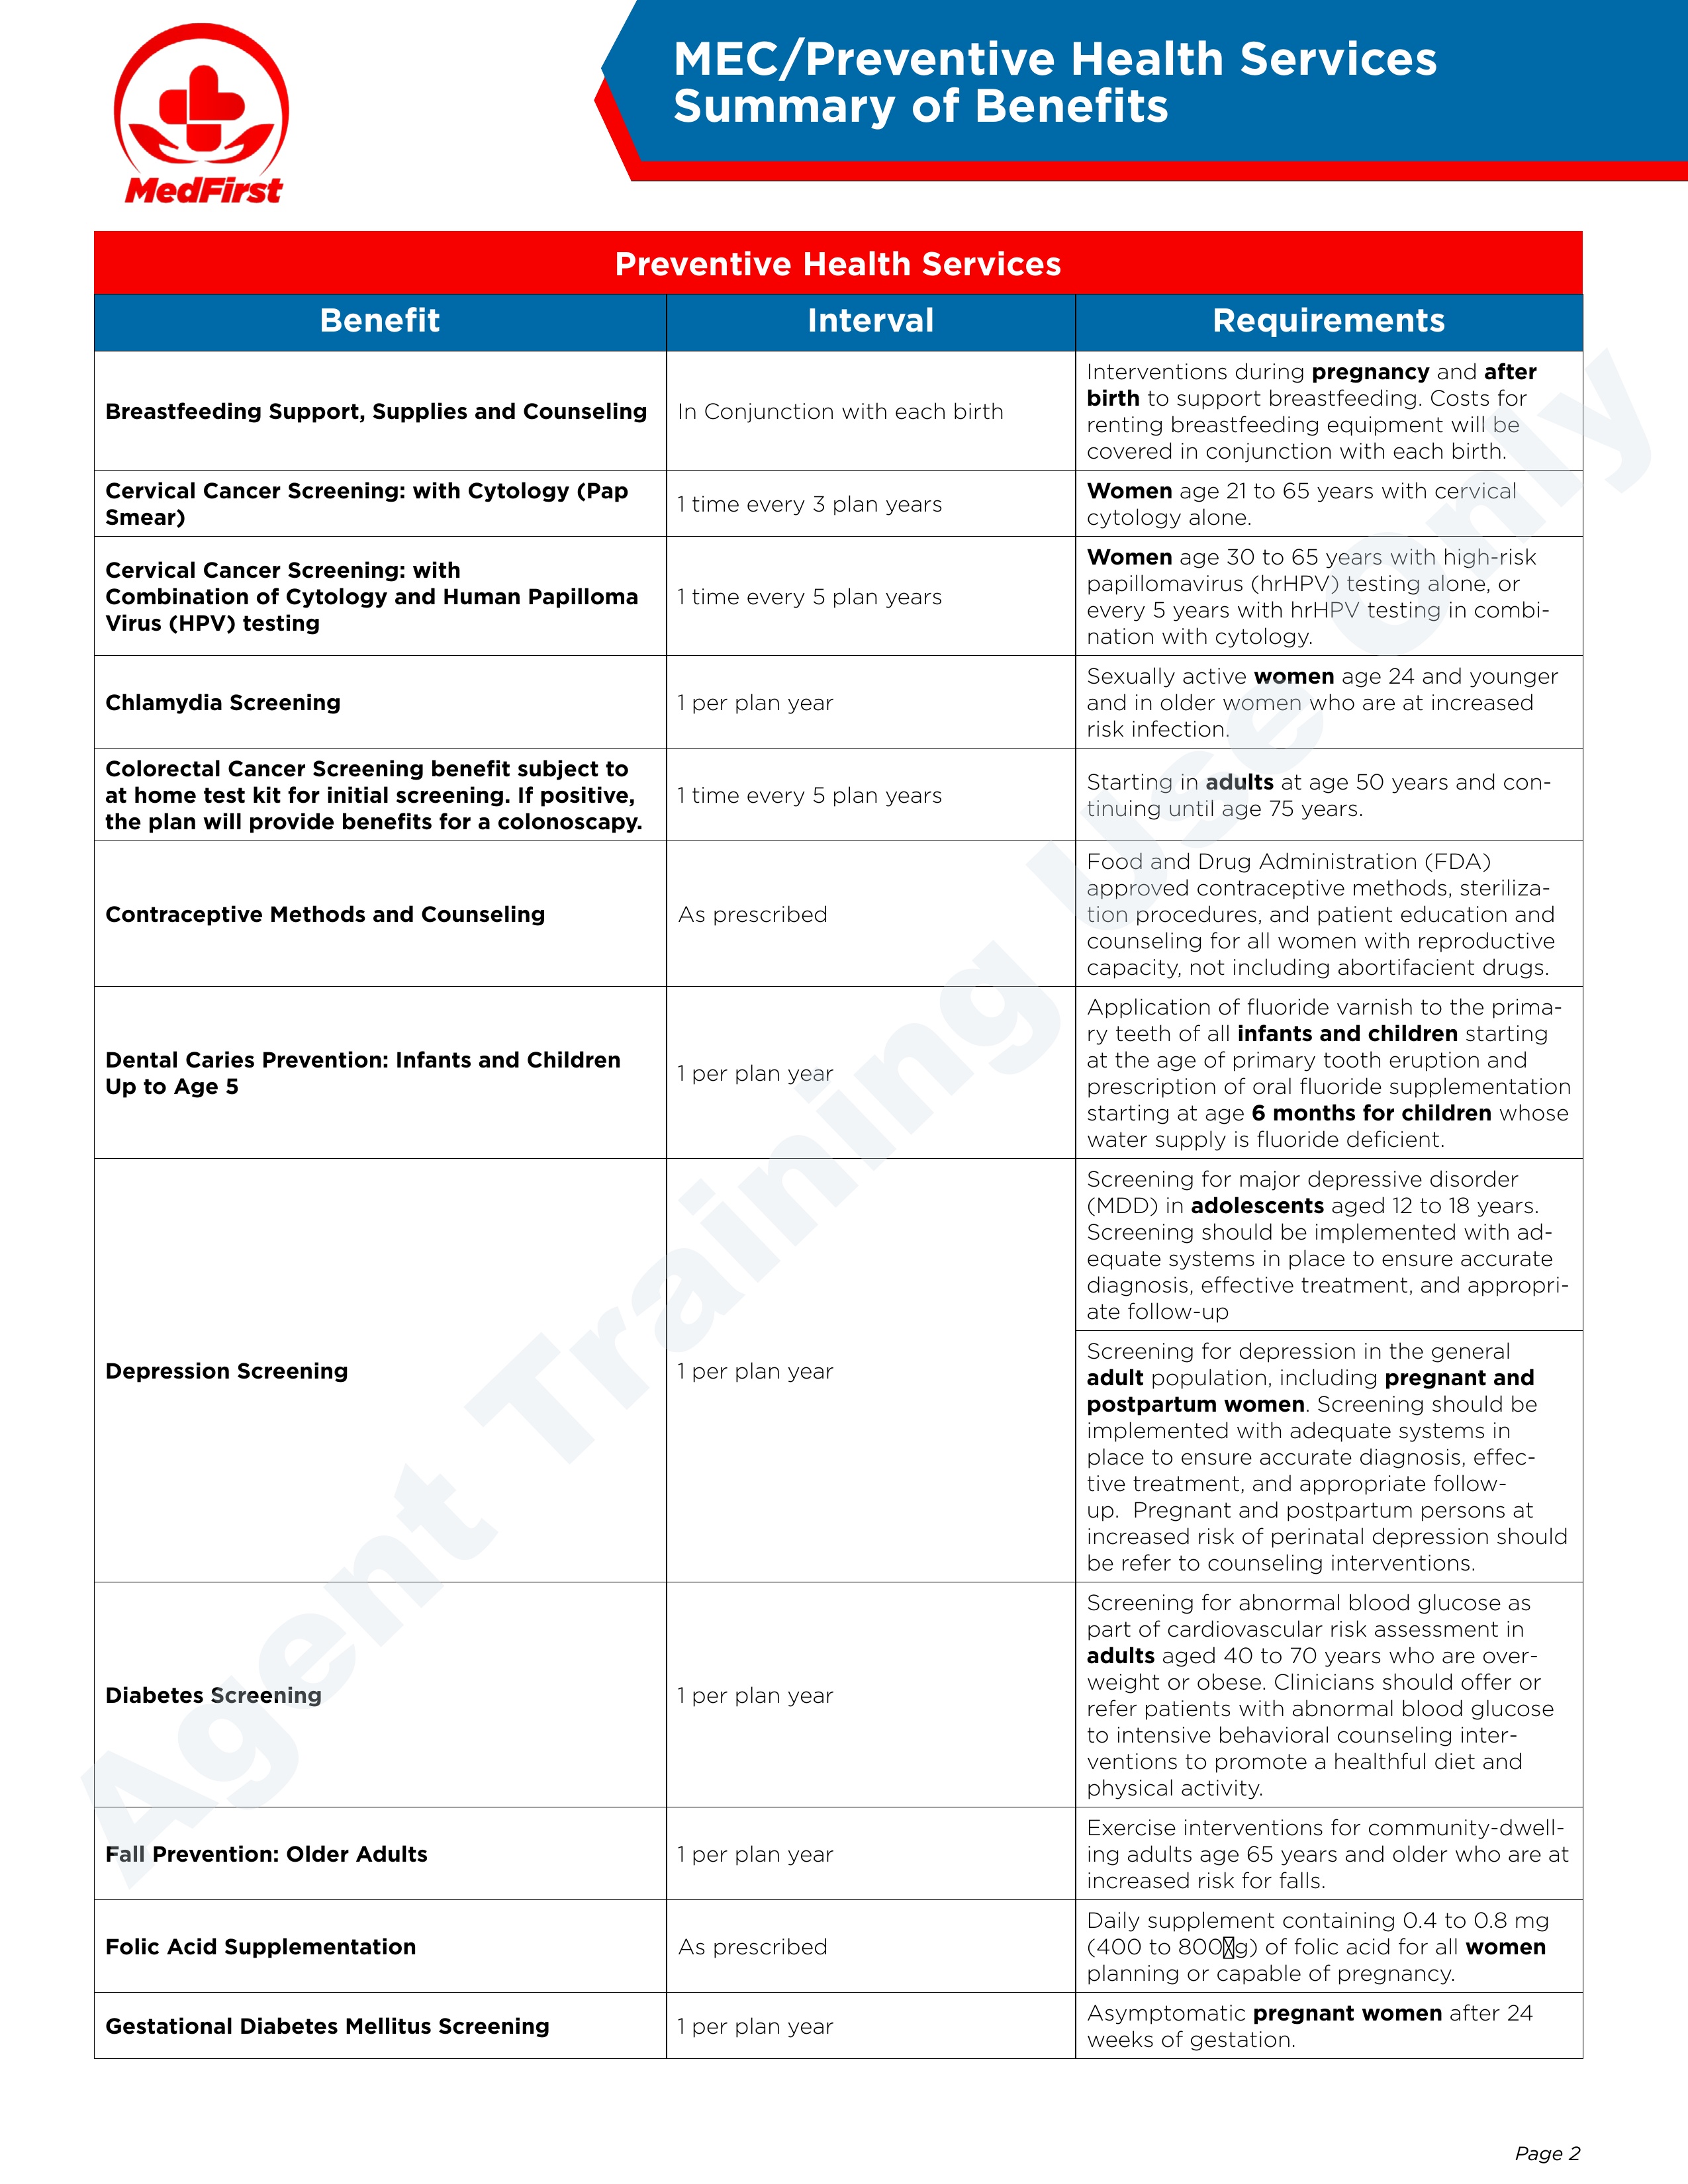 MedFirst
MEC/Preventive Health Services
Summary of Benefits
Preventive Health Services
Benefit
Interval
Requirements
Breastfeeding Support, Supplies and Counseling
In Conjunction with each birth
Interventions during pregnancy and after
birth to support breastfeeding. Costs for
renting breastfeeding equipment will be
covered in conjunction with each birth.
Cervical Cancer Screening: with Cytology (Pap
Smear)
1 time every 3 plan years
Women age 21 to 65 years with cervical
cytology alone.
Cervical Cancer Screening: with
Combination of Cytology and Human Papilloma
Virus (HPV) testing
1 time every 5 plan years
Women age 30 to 65 years with high-risk
papillomavirus (hrHPV) testing alone, or
every 5 years with hrHPV testing in combi-
nation with cytology.
Chlamydia Screening
1 per plan year
Sexually active women age 24 and younger
and in older women who are at increased
risk infection.
Colorectal Cancer Screening benefit subject to
at home test kit for initial screening. If positive,
the plan will provide benefits for a colonoscapy.
1 time every 5 plan years
Starting in adults at age 50 years and con-
tinuing until age 75 years.
Contraceptive Methods and Counseling
As prescribed
Food and Drug Administration (FDA)
approved contraceptive methods, steriliza-
tion procedures, and patient education and
counseling for all women with reproductive
capacity, not including abortifacient drugs.
Dental Caries Prevention: Infants and Children
Up to Age 5
1 per plan year
Application of fluoride varnish to the prima-
ry teeth of all infants and children starting
at the age of primary tooth eruption and
prescription of oral fluoride supplementation
starting at age 6 months for children whose
water supply is fluoride deficient.
Depression Screening
1 per plan year
Screening for major depressive disorder
(MDD) in adolescents aged 12 to 18 years.
Screening should be implemented with ad-
equate systems in place to ensure accurate
diagnosis, effective treatment, and appropri-
ate follow-up
Screening for depression in the general
adult population, including pregnant and
postpartum women. Screening should be
implemented with adequate systems in
place to ensure accurate diagnosis, effec-
tive treatment, and appropriate follow-
up. Pregnant and postpartum persons at
increased risk of perinatal depression should
be refer to counseling interventions.
Diabetes Screening
1 per plan year
Screening for abnormal blood glucose as
part of cardiovascular risk assessment in
adults aged 40 to 70 years who are over-
weight or obese. Clinicians should offer or
refer patients with abnormal blood glucose
to intensive behavioral counseling inter-
ventions to promote a healthful diet and
physical activity.
Fall Prevention: Older Adults
1 per plan year
Exercise interventions for community-dwell-
ing adults age 65 years and older who are at
increased risk for falls.
Folic Acid Supplementation
As prescribed
Daily supplement containing 0.4 to 0.8 mg
(400 to 800☒g) of folic acid for all women
planning or capable of pregnancy.
Gestational Diabetes Mellitus Screening
1 per plan year
Asymptomatic pregnant women after 24
weeks of gestation.
Agent Training Use Only
Page 2